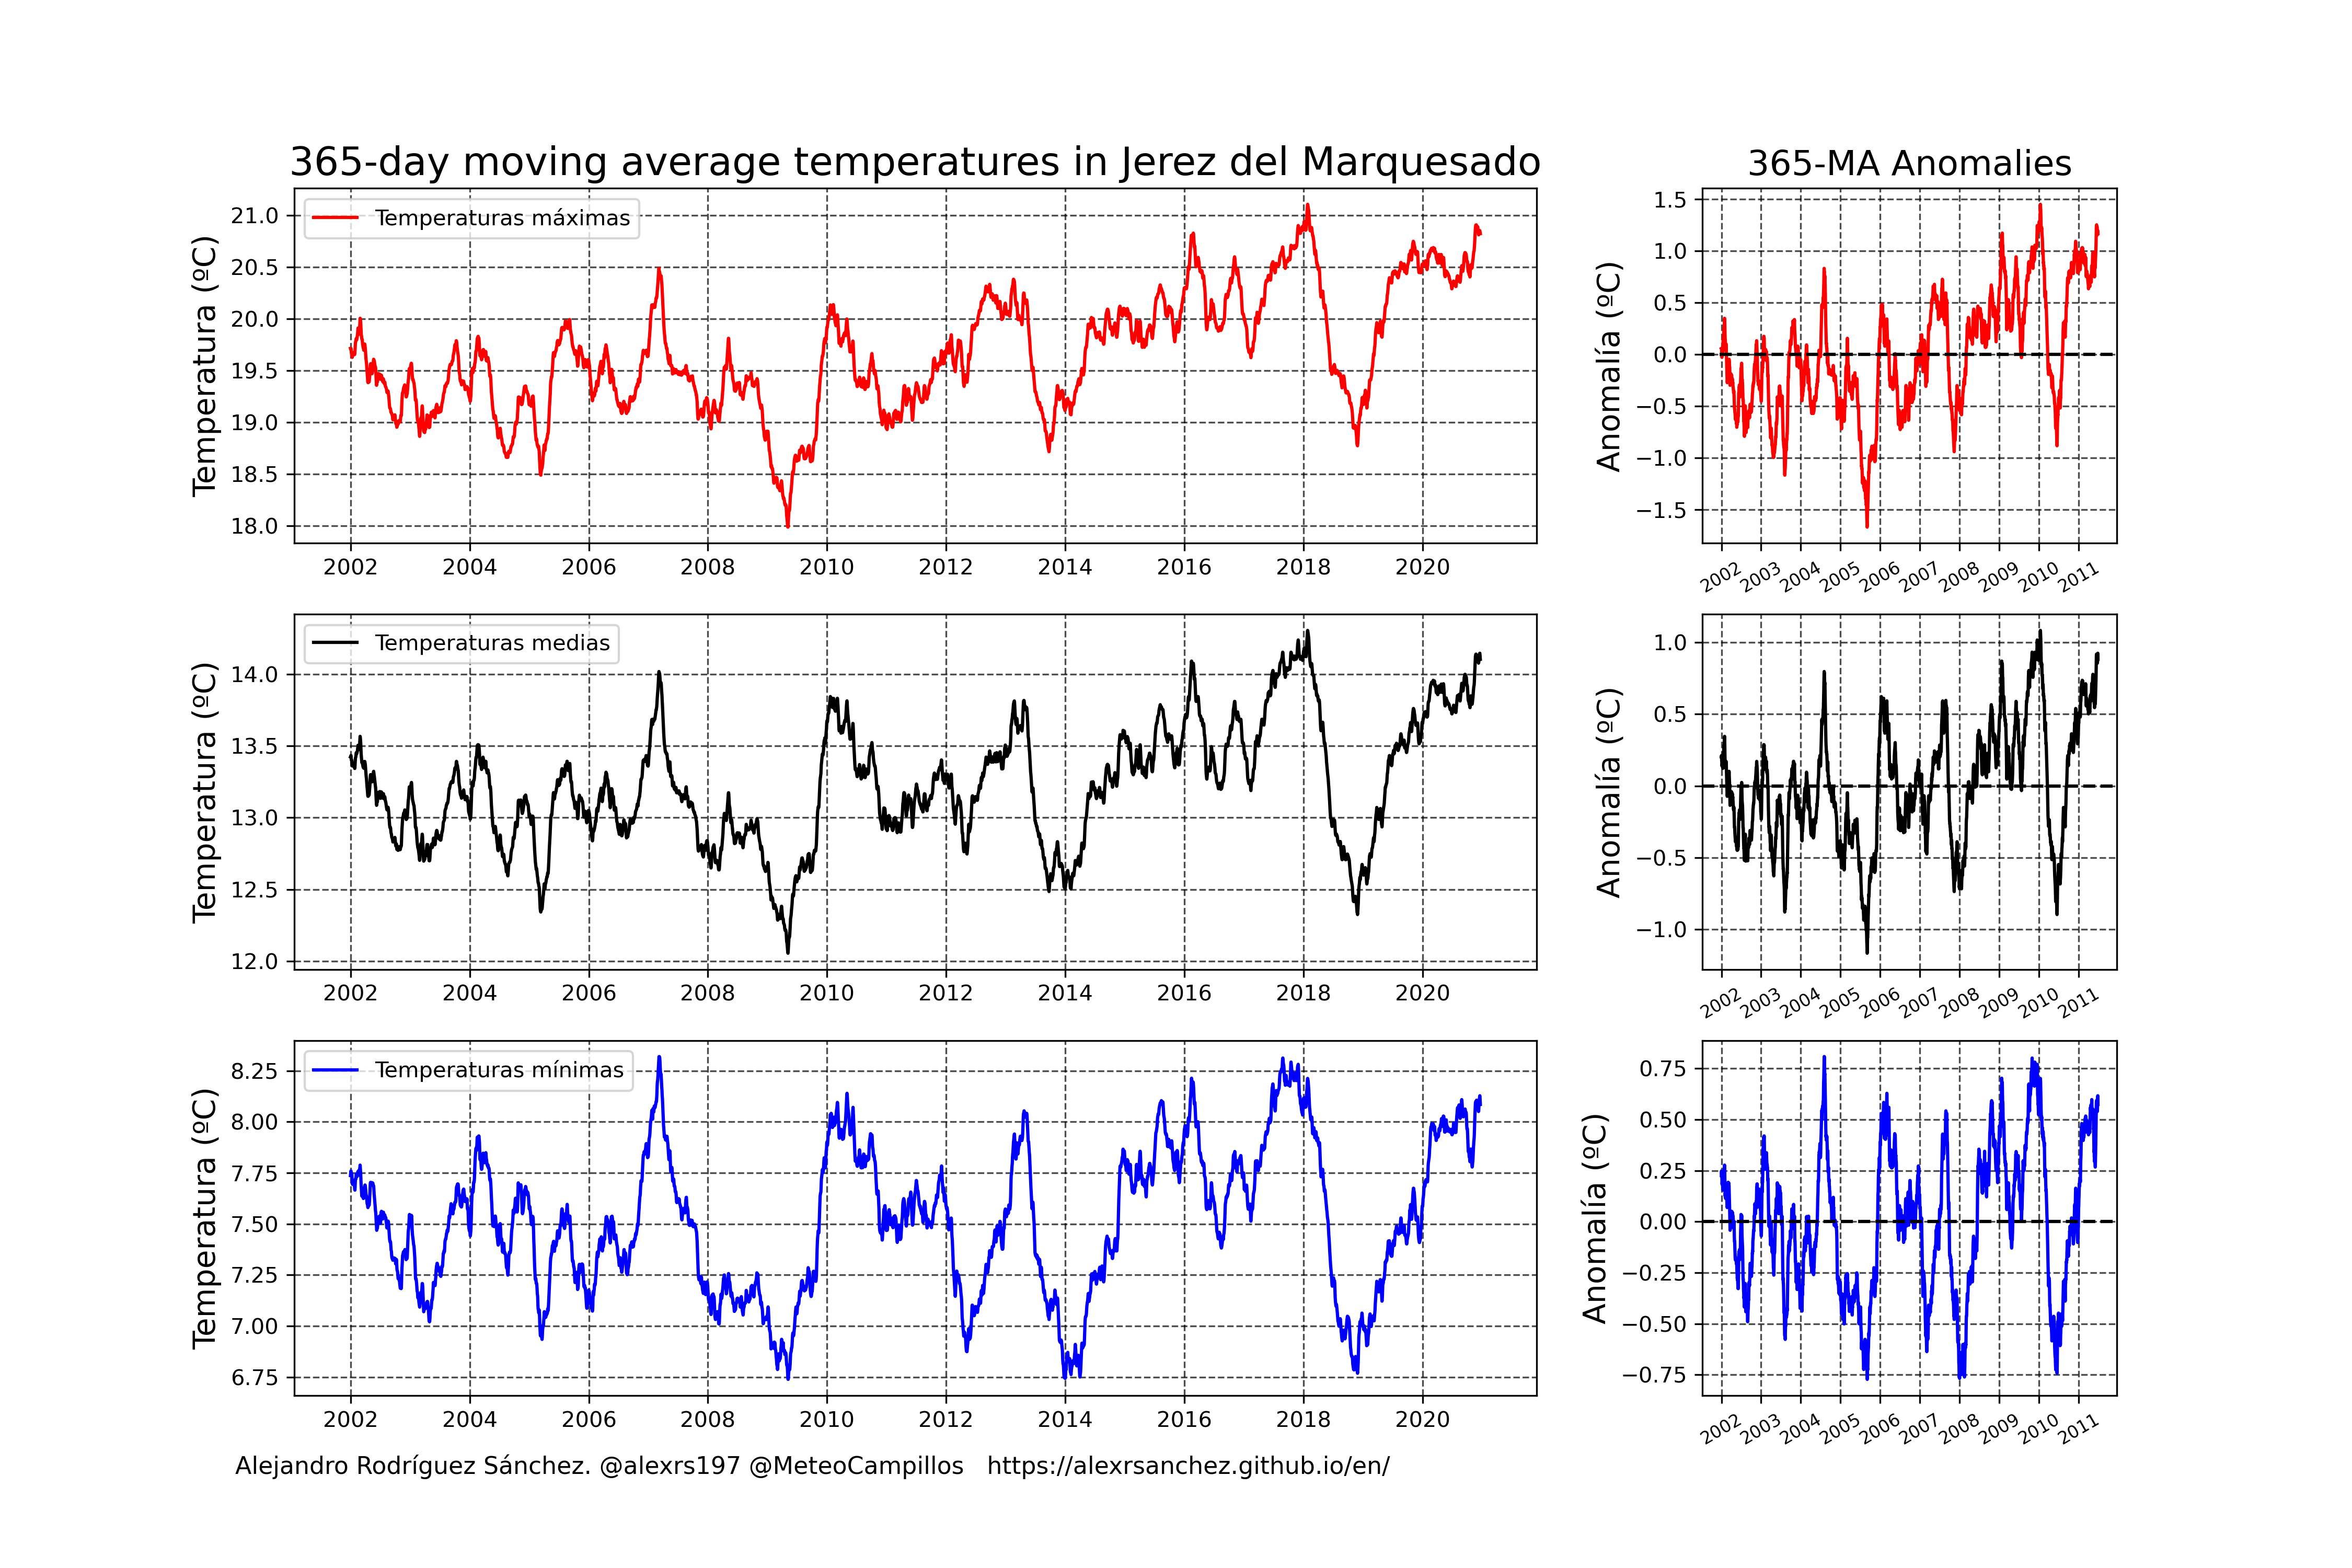 365-day moving average temperatures in Jerez del Marquesado
365-MA Anomalies
Temperatura (ºC)
21.0
20.5
20.0
19.5
19.0
18.5
18.0
Temperaturas máximas
2002 2004 2006 2008 2010 2012 2014 2016 2018 2020
Anomalía (ºC)
1.5
1.0
0.5
0.0
−0.5
−1.0
−1.5
2002 2003 2004 2005 2006 2007 2008 2009 2010 2011
Temperatura (ºC)
14.0
13.5
13.0
12.5
12.0
Temperaturas medias
2002 2004 2006 2008 2010 2012 2014 2016 2018 2020
Anomalía (ºC)
1.0
0.5
0.0
−0.5
−1.0
2002 2003 2004 2005 2006 2007 2008 2009 2010 2011
Temperatura (ºC)
8.25
8.00
7.75
7.50
7.25
7.00
6.75
Temperaturas mínimas
2002 2004 2006 2008 2010 2012 2014 2016 2018 2020
Anomalía (ºC)
0.75
0.50
0.25
0.00
−0.25
−0.50
−0.75
2002 2003 2004 2005 2006 2007 2008 2009 2010 2011
Alejandro Rodríguez Sánchez. @alexrs197 @MeteoCampillos https://alexrsanchez.github.io/en/